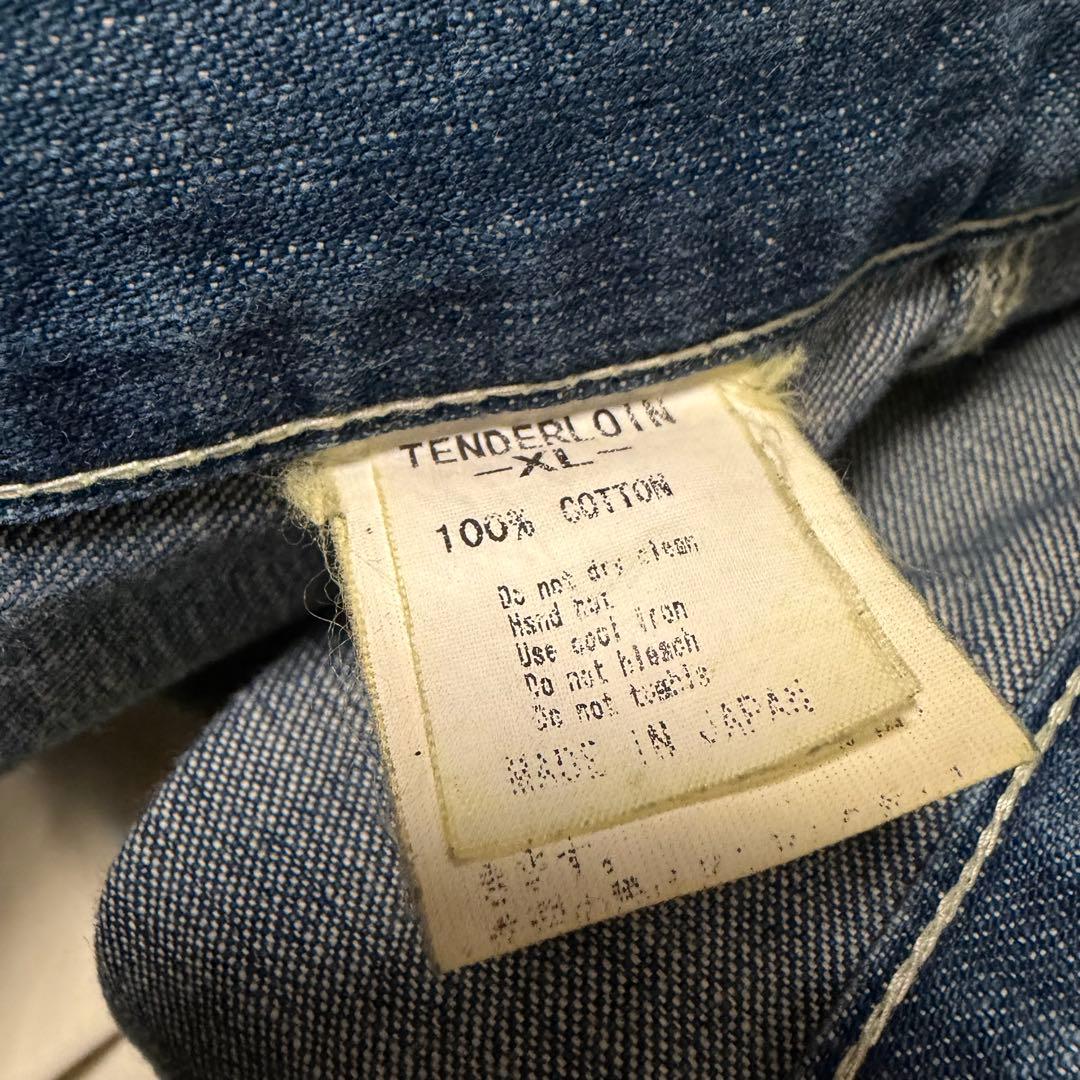 TENDERLOIN
-XL-
100% COTTON
Do not dry clean
Hand hot
Use cool iron
Do not bleach
Do not tumble
MADE IN JAPAN